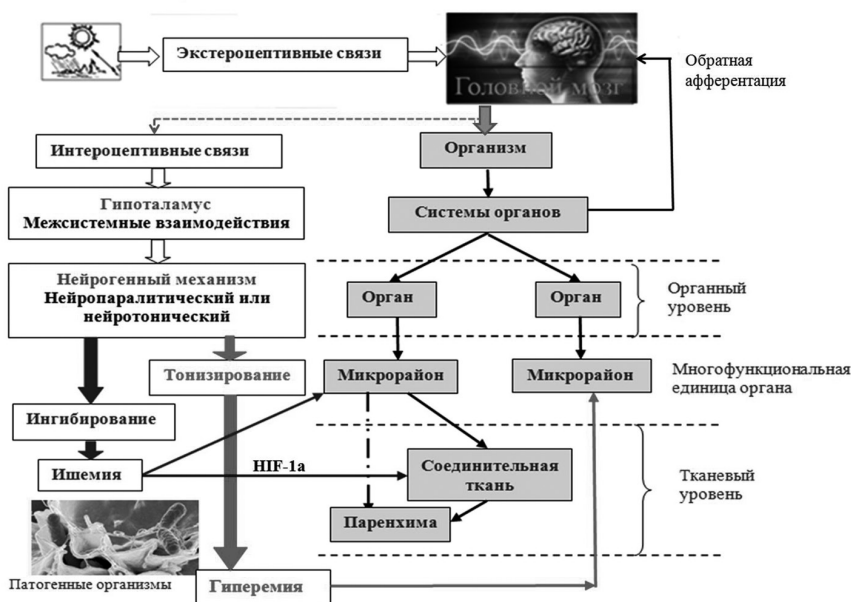 Экстероцептивные связи
Головной мозг
Обратная
афферентация
Интероцептивные связи
Организм
Гипоталамус
Межсистемные взаимодействия
Системы органов
Нейрогенный механизм
Нейропаралитический или
нейротонический
Орган
Орган
Органный
уровень
Тонизирование
Микрорайон
Микрорайон
Многофункциональная
единица органа
Ингибирование
Ишемия
HIF-1a
Соединительная
ткань
Тканевый
уровень
Паренхима
Патогенные организмы
Гиперемия